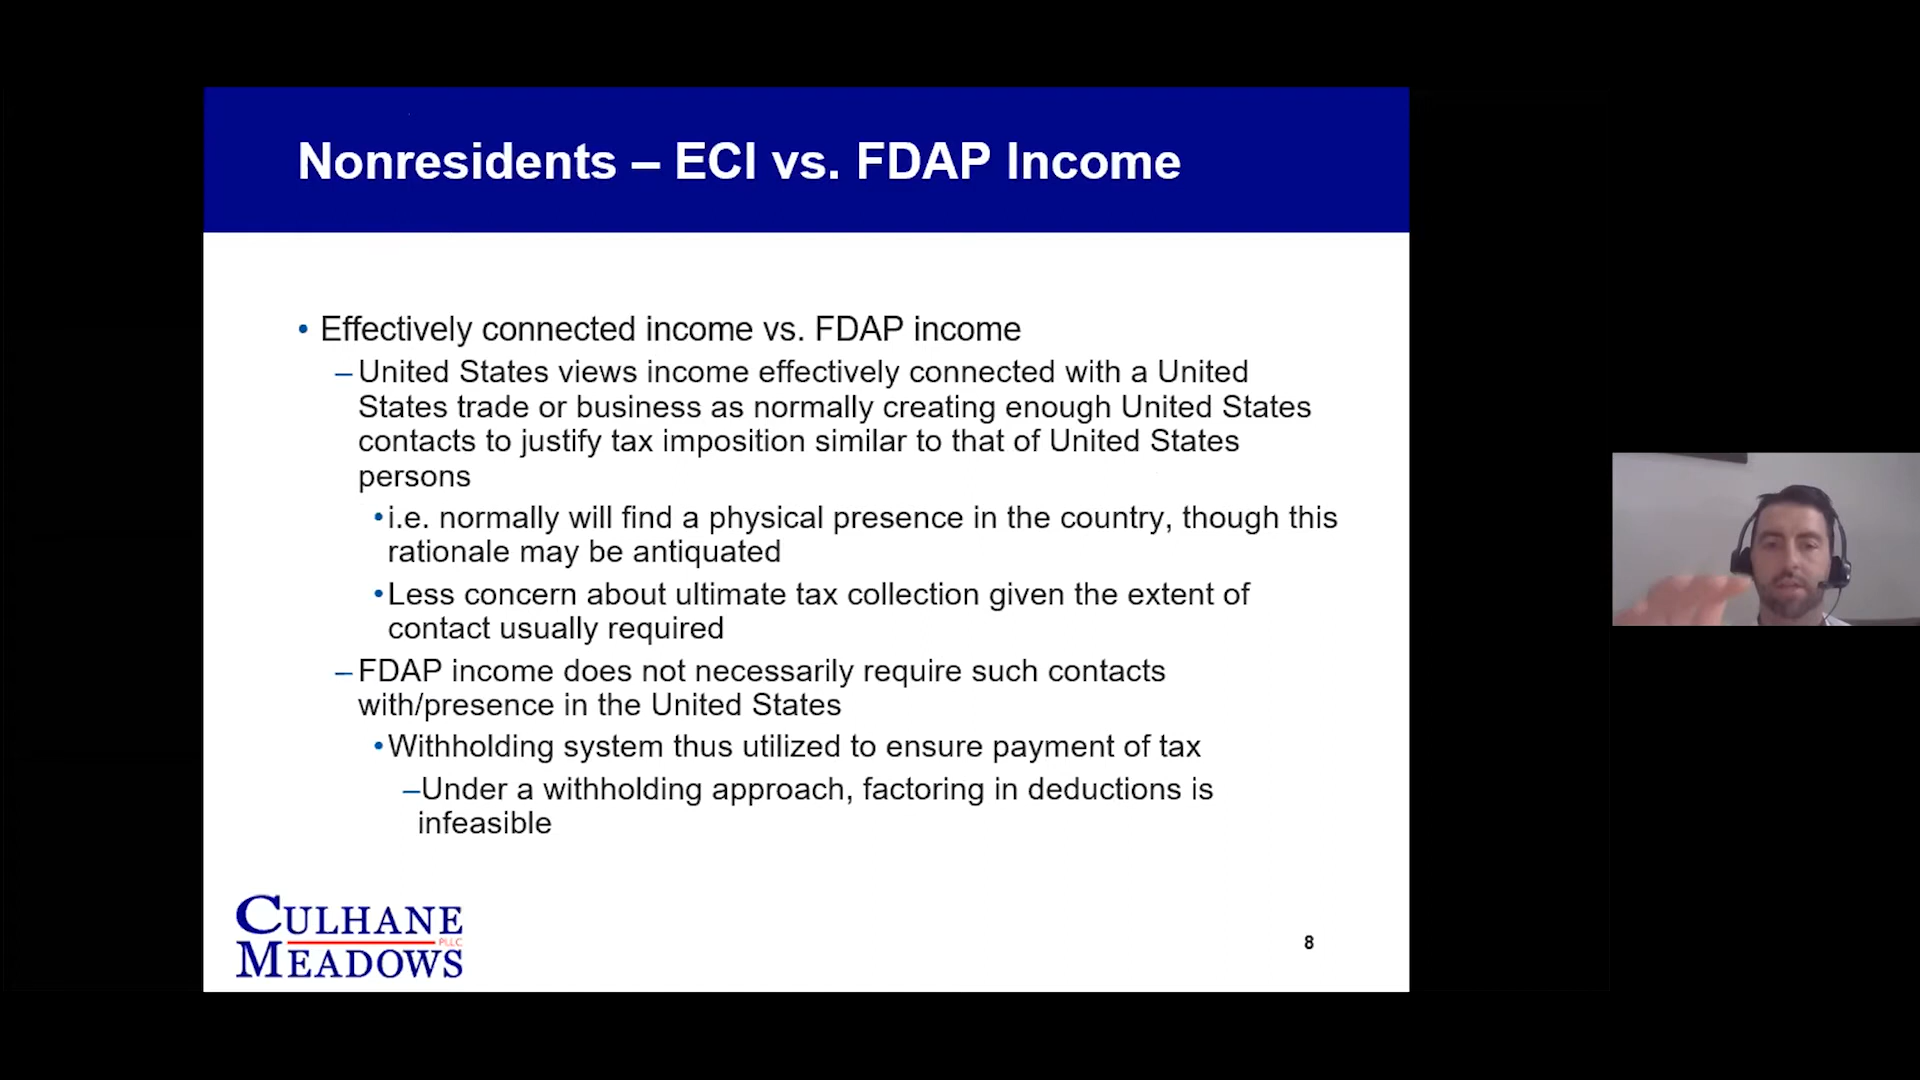 Nonresidents – ECI vs. FDAP Income
• Effectively connected income vs. FDAP income
– United States views income effectively connected with a United
States trade or business as normally creating enough United States
contacts to justify tax imposition similar to that of United States
persons
• i.e. normally will find a physical presence in the country, though this
rationale may be antiquated
• Less concern about ultimate tax collection given the extent of
contact usually required
– FDAP income does not necessarily require such contacts
with/presence in the United States
• Withholding system thus utilized to ensure payment of tax
– Under a withholding approach, factoring in deductions is
infeasible
CULHANE
PLLC
MEADOWS
8